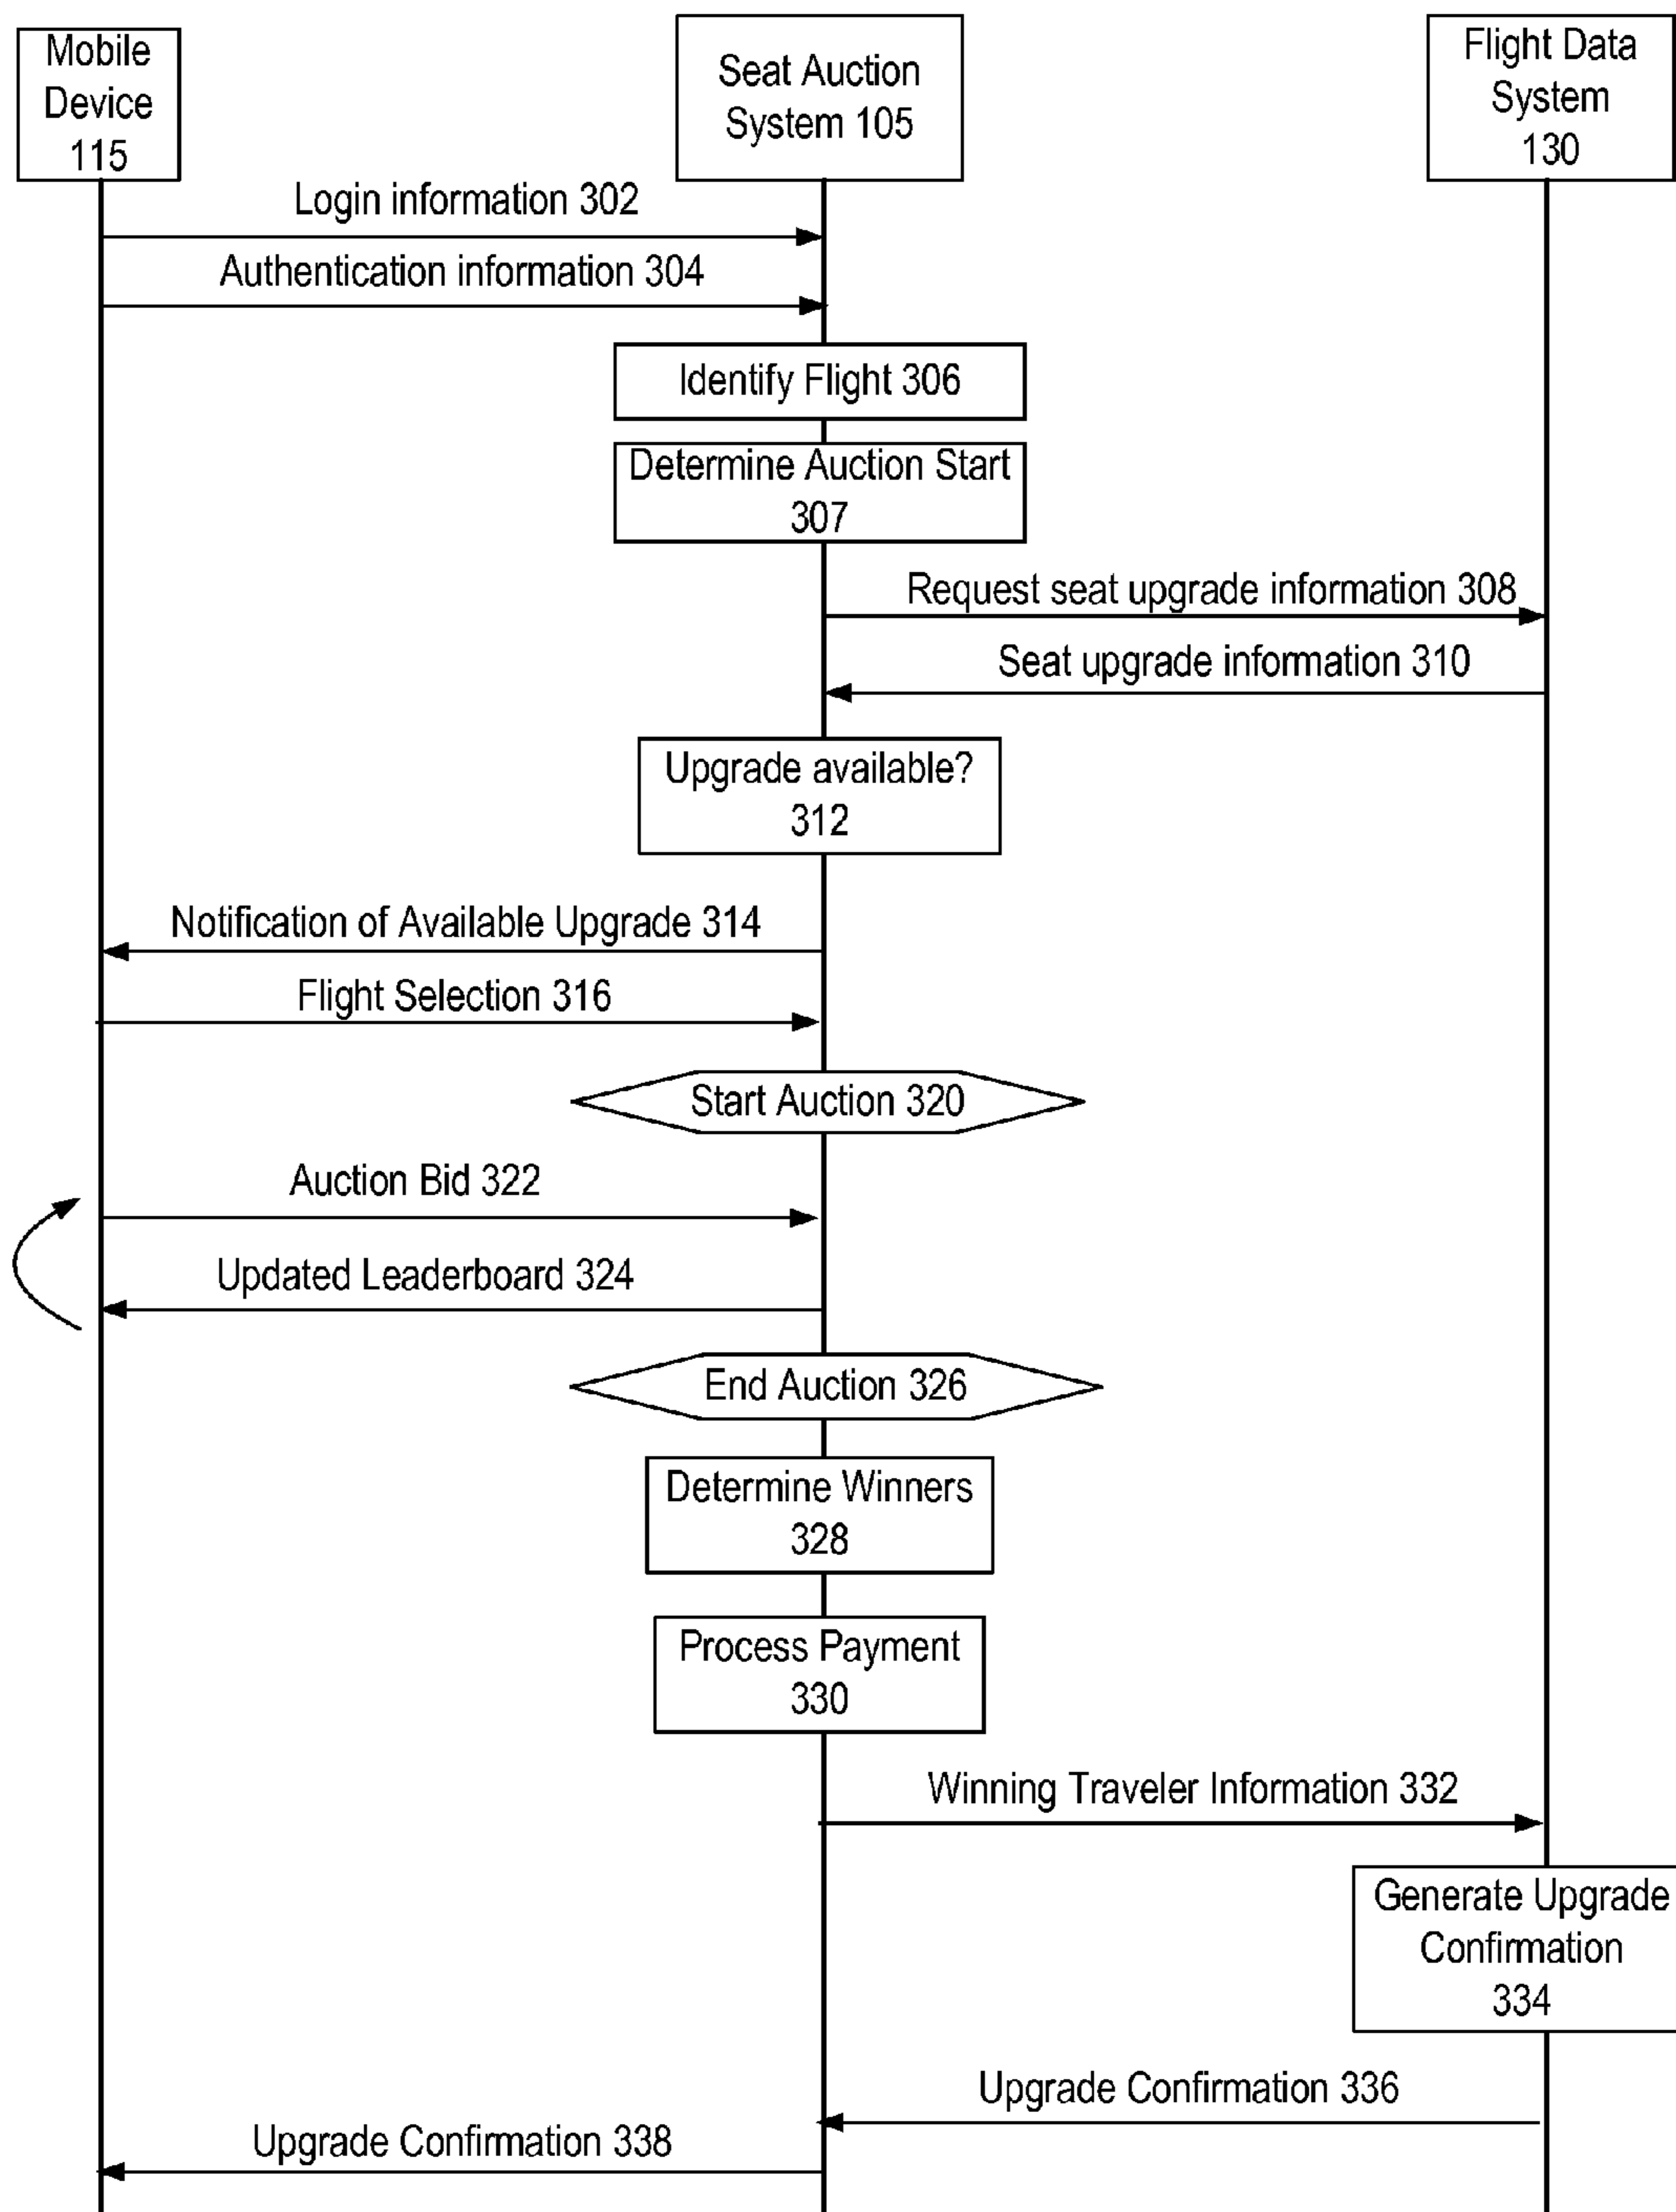 Mobile
Device
115
Seat Auction
System 105
Flight Data
System
130
Login information 302
Authentication information 304
Identify Flight 306
Determine Auction Start
307
Request seat upgrade information 308
Seat upgrade information 310
Upgrade available?
312
Notification of Available Upgrade 314
Flight Selection 316
Start Auction 320
Auction Bid 322
Updated Leaderboard 324
End Auction 326
Determine Winners
328
Process Payment
330
Winning Traveler Information 332
Generate Upgrade
Confirmation
334
Upgrade Confirmation 336
Upgrade Confirmation 338